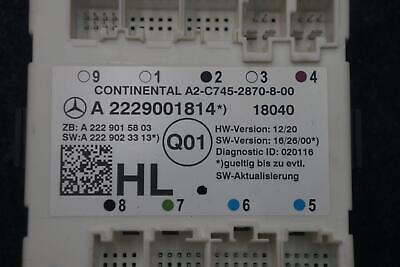 9 1 2 3 4
CONTINENTAL A2-C745-2870-8-00
A 2229001814*) 18040
ZB: A 222 901 58 03
SW: A 222 902 33 13*)
Q01
HW-Version: 12/20
SW-Version: 16/26/00*)
Diagnostic ID: 020116
*)gueltig bis zu evtl.
SW-Aktualisierung
HL
8 7 6 5